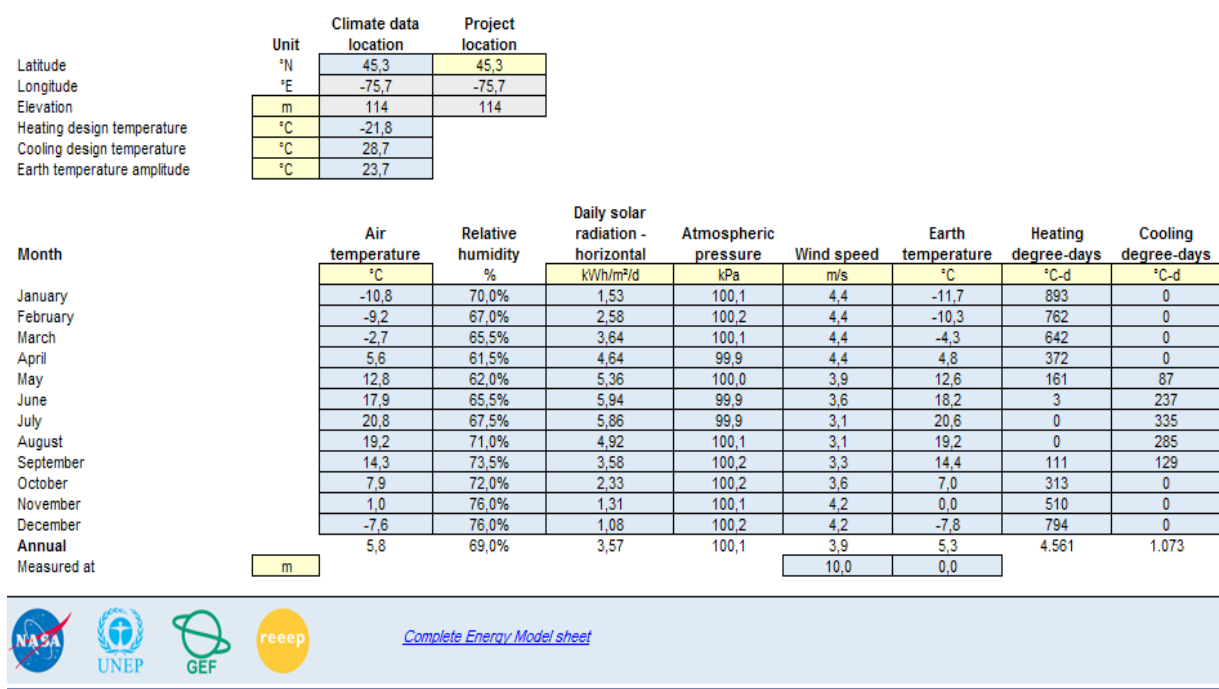 Climate data Project
Unit location location
Latitude °N 45,3 45,3
Longitude °E -75,7 -75,7
Elevation m 114 114
Heating design temperature °C -21,8
Cooling design temperature °C 28,7
Earth temperature amplitude °C 23,7
Daily solar
Air Relative radiation - Atmospheric Earth Heating Cooling
Month temperature humidity horizontal pressure Wind speed temperature degree-days degree-days
°C % kWh/m²/d kPa m/s °C °C-d °C-d
January -10,8 70,0% 1,53 100,1 4,4 -11,7 893 0
February -9,2 67,0% 2,58 100,2 4,4 -10,3 762 0
March -2,7 65,5% 3,64 100,1 4,4 -4,3 642 0
April 5,6 61,5% 4,64 99,9 4,4 4,8 372 0
May 12,8 62,0% 5,36 100,0 3,9 12,6 161 87
June 17,9 65,5% 5,94 99,9 3,6 18,2 3 237
July 20,8 67,5% 5,86 99,9 3,1 20,6 0 335
August 19,2 71,0% 4,92 100,1 3,1 19,2 0 285
September 14,3 73,5% 3,58 100,2 3,3 14,4 111 129
October 7,9 72,0% 2,33 100,2 3,6 7,0 313 0
November 1,0 76,0% 1,31 100,1 4,2 0,0 510 0
December -7,6 76,0% 1,08 100,2 4,2 -7,8 794 0
Annual 5,8 69,0% 3,57 100,1 3,9 5,3 4.561 1.073
Measured at m 10,0 0,0
NASA UNEP GEF reeep Complete Energy Model sheet